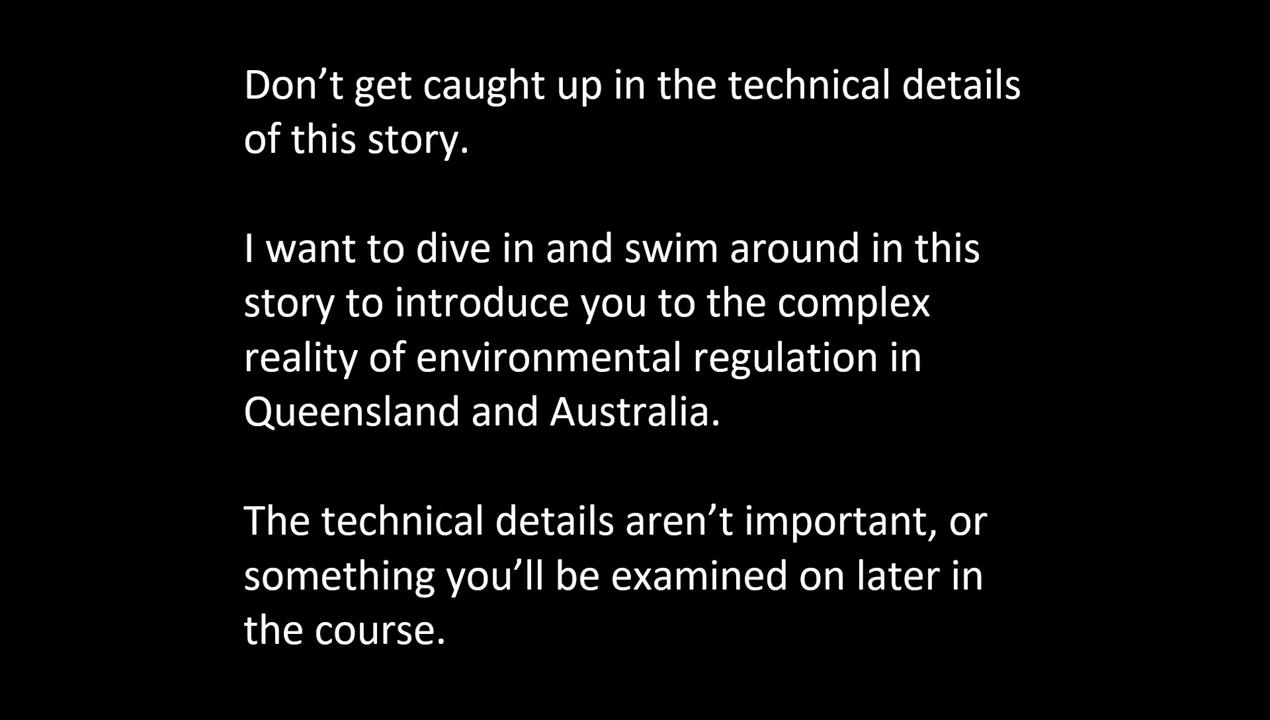 Don’t get caught up in the technical details
of this story.
I want to dive in and swim around in this
story to introduce you to the complex
reality of environmental regulation in
Queensland and Australia.
The technical details aren’t important, or
something you’ll be examined on later in
the course.